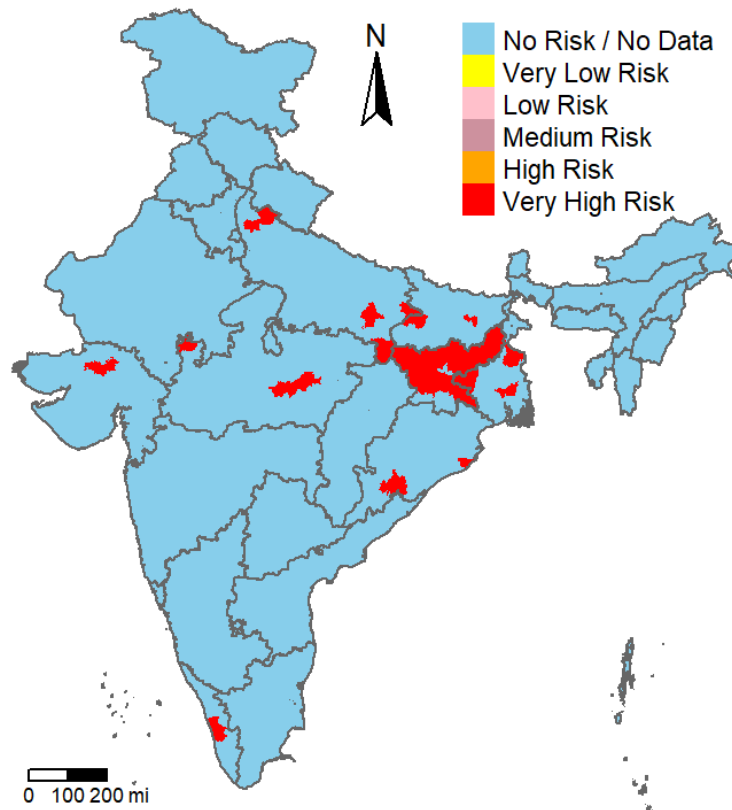 N
No Risk / No Data
Very Low Risk
Low Risk
Medium Risk
High Risk
Very High Risk
0 100 200 mi